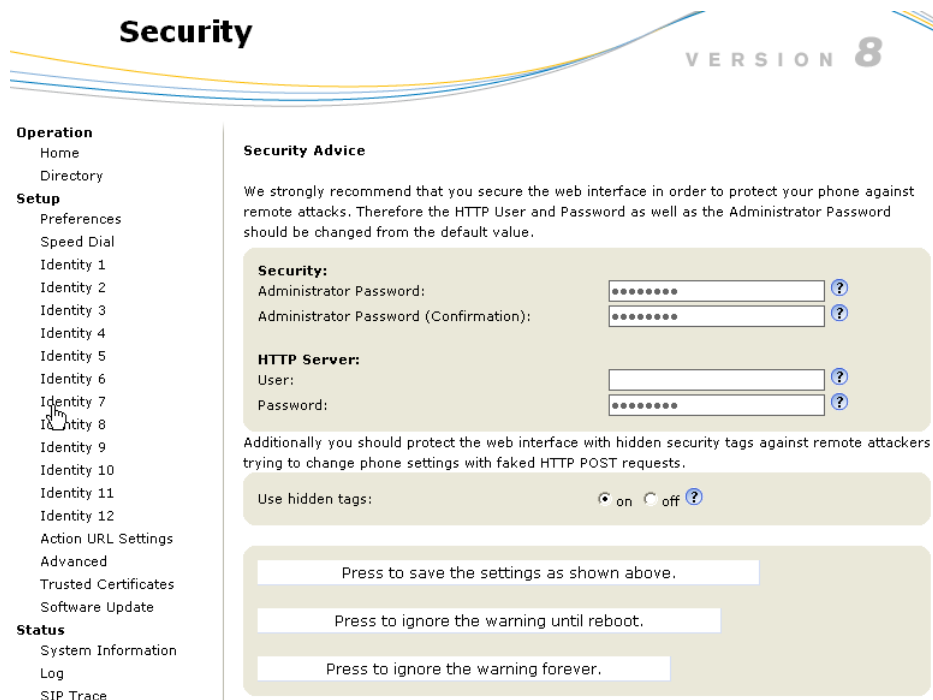 Security
VERSION 8
Operation
Home
Directory
Setup
Preferences
Speed Dial
Identity 1
Identity 2
Identity 3
Identity 4
Identity 5
Identity 6
Identity 7
Identity 8
Identity 9
Identity 10
Identity 11
Identity 12
Action URL Settings
Advanced
Trusted Certificates
Software Update
Status
System Information
Log
SIP Trace
Security Advice
We strongly recommend that you secure the web interface in order to protect your phone against
remote attacks. Therefore the HTTP User and Password as well as the Administrator Password
should be changed from the default value.
Security:
Administrator Password: ●●●●●●●● ?
Administrator Password (Confirmation): ●●●●●●●● ?
HTTP Server:
User: ?
Password: ●●●●●●●● ?
Additionally you should protect the web interface with hidden security tags against remote attackers
trying to change phone settings with faked HTTP POST requests.
Use hidden tags: on off ?
Press to save the settings as shown above.
Press to ignore the warning until reboot.
Press to ignore the warning forever.